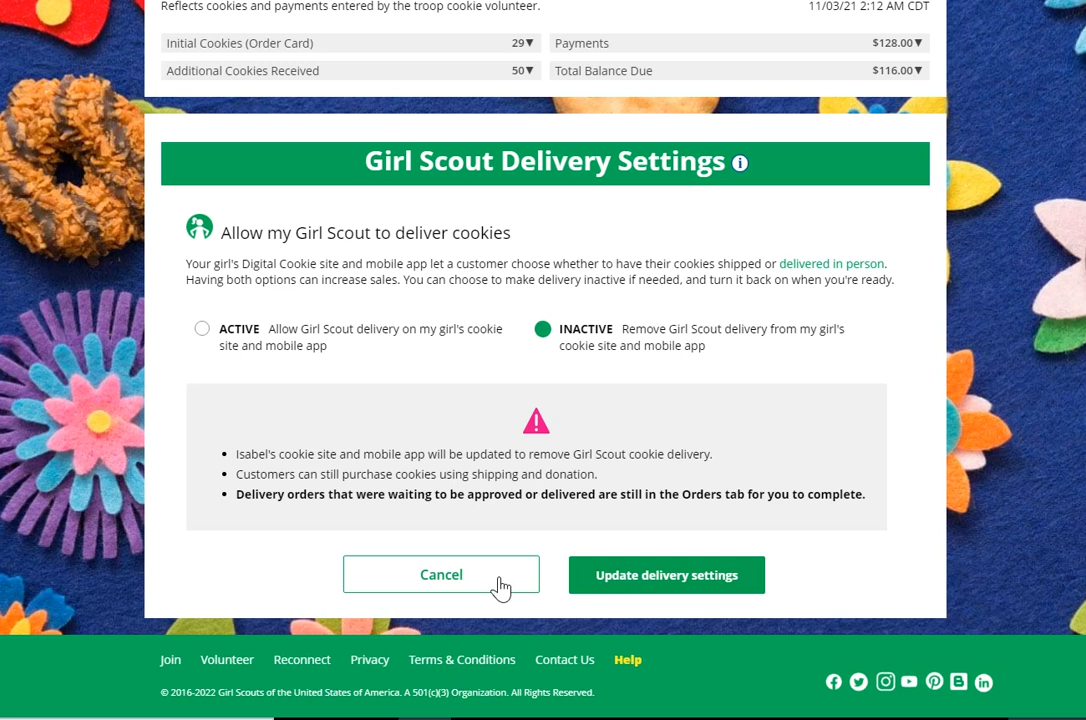 Reflects cookies and payments entered by the troop cookie volunteer. 11/03/21 2:12 AM CDT
Initial Cookies (Order Card) 29▼ Payments $128.00▼
Additional Cookies Received 50▼ Total Balance Due $116.00▼
Girl Scout Delivery Settings i
Allow my Girl Scout to deliver cookies
Your girl's Digital Cookie site and mobile app let a customer choose whether to have their cookies shipped or delivered in person.
Having both options can increase sales. You can choose to make delivery inactive if needed, and turn it back on when you're ready.
ACTIVE Allow Girl Scout delivery on my girl's cookie
site and mobile app
INACTIVE Remove Girl Scout delivery from my girl's
cookie site and mobile app
• Isabel's cookie site and mobile app will be updated to remove Girl Scout cookie delivery.
• Customers can still purchase cookies using shipping and donation.
• Delivery orders that were waiting to be approved or delivered are still in the Orders tab for you to complete.
Cancel Update delivery settings
Join Volunteer Reconnect Privacy Terms & Conditions Contact Us Help
© 2016-2022 Girl Scouts of the United States of America. A 501(c)(3) Organization. All Rights Reserved.